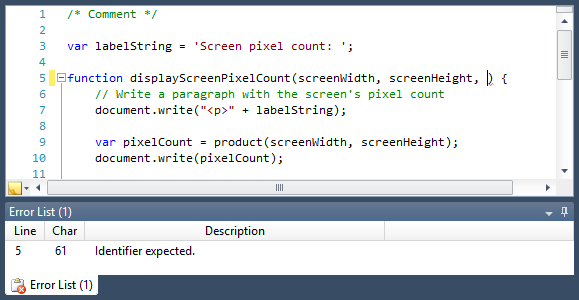 1 /* Comment */
2
3 var labelString = 'Screen pixel count: ';
4
5 function displayScreenPixelCount(screenWidth, screenHeight, ) {
6 // Write a paragraph with the screen's pixel count
7 document.write("<p>" + labelString);
8
9 var pixelCount = product(screenWidth, screenHeight);
10 document.write(pixelCount);
11
Error List (1)
Line Char Description
5 61 Identifier expected.
Error List (1)